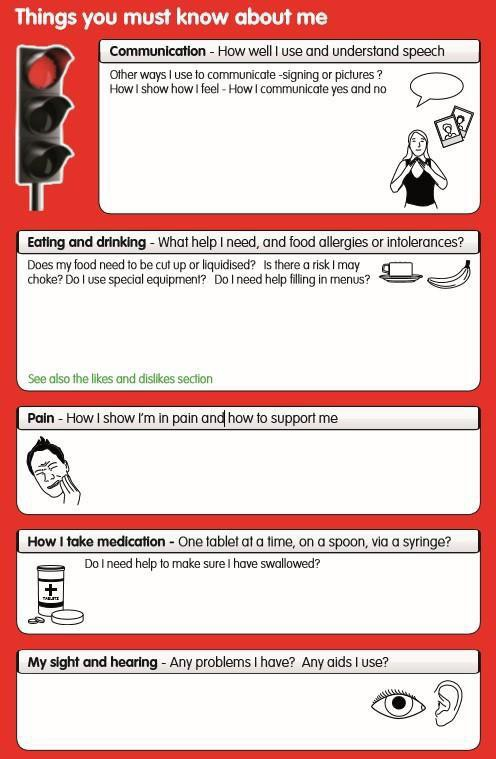 Things you must know about me
Communication - How well I use and understand speech
Other ways I use to communicate -signing or pictures ?
How I show how I feel - How I communicate yes and no
Eating and drinking - What help I need, and food allergies or intolerances?
Does my food need to be cut up or liquidised? Is there a risk I may
choke? Do I use special equipment? Do I need help filling in menus?
See also the likes and dislikes section
Pain - How I show I'm in pain and how to support me
How I take medication - One tablet at a time, on a spoon, via a syringe?
Do I need help to make sure I have swallowed?
TABLETS
My sight and hearing - Any problems I have? Any aids I use?